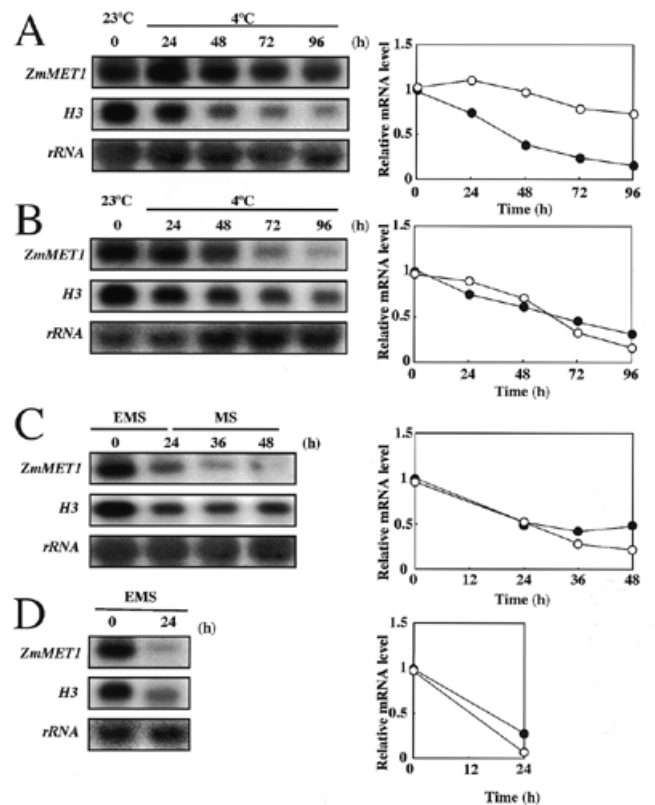 A
23°C 4°C
0 24 48 72 96 (h)
ZmMET1
H3
rRNA
Relative mRNA level
1.5
1
0.5
0
0 24 48 72 96
Time (h)
B
23°C 4°C
0 24 48 72 96 (h)
ZmMET1
H3
rRNA
Relative mRNA level
1.5
1
0.5
0
0 24 48 72 96
Time (h)
C
EMS MS
0 24 36 48 (h)
ZmMET1
H3
rRNA
Relative mRNA level
1.5
1
0.5
0
0 12 24 36 48
Time (h)
D
EMS
0 24 (h)
ZmMET1
H3
rRNA
Relative mRNA level
1.5
1
0.5
0
0 12 24
Time (h)